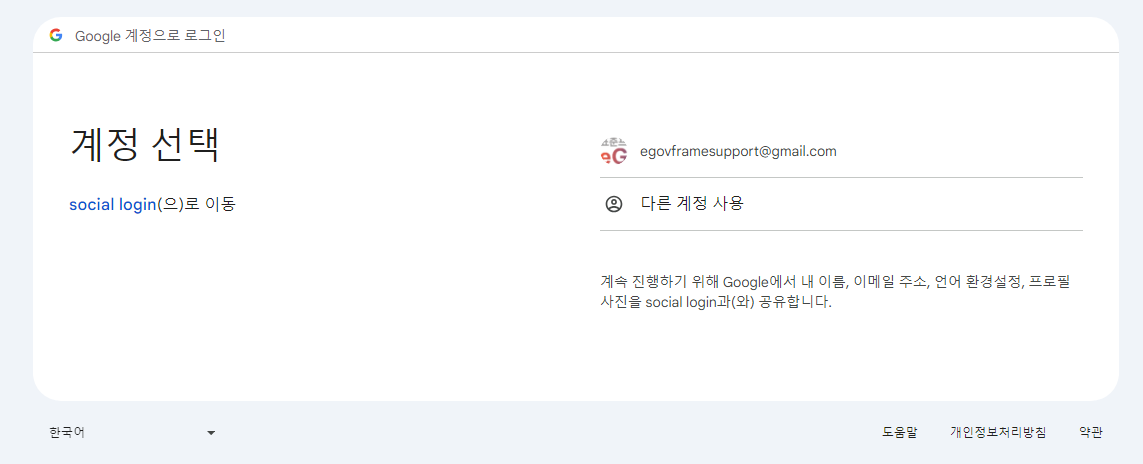 Google 계정으로 로그인
계정 선택
social login(으)로 이동
egovframesupport@gmail.com
다른 계정 사용
계속 진행하기 위해 Google에서 내 이름, 이메일 주소, 언어 환경설정, 프로필
사진을 social login과(와) 공유합니다.
한국어
도움말
개인정보처리방침
약관